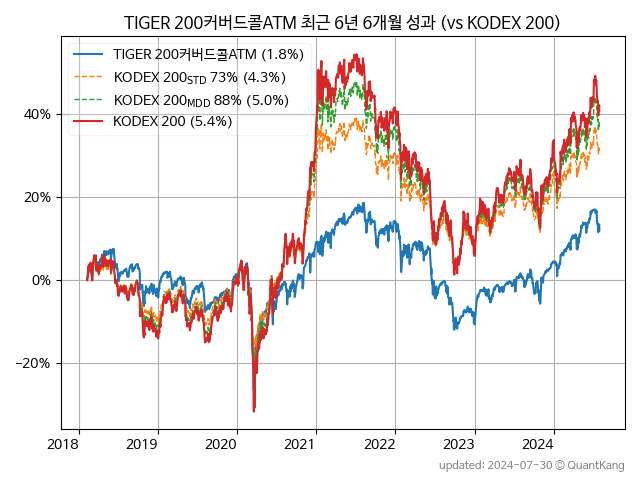 TIGER 200커버드콜ATM 최근 6년 6개월 성과 (vs KODEX 200)
TIGER 200커버드콜ATM (1.8%)
KODEX 200STD 73% (4.3%)
KODEX 200MDD 88% (5.0%)
KODEX 200 (5.4%)
40%
20%
0%
−20%
2018 2019 2020 2021 2022 2023 2024
updated: 2024-07-30 © QuantKang